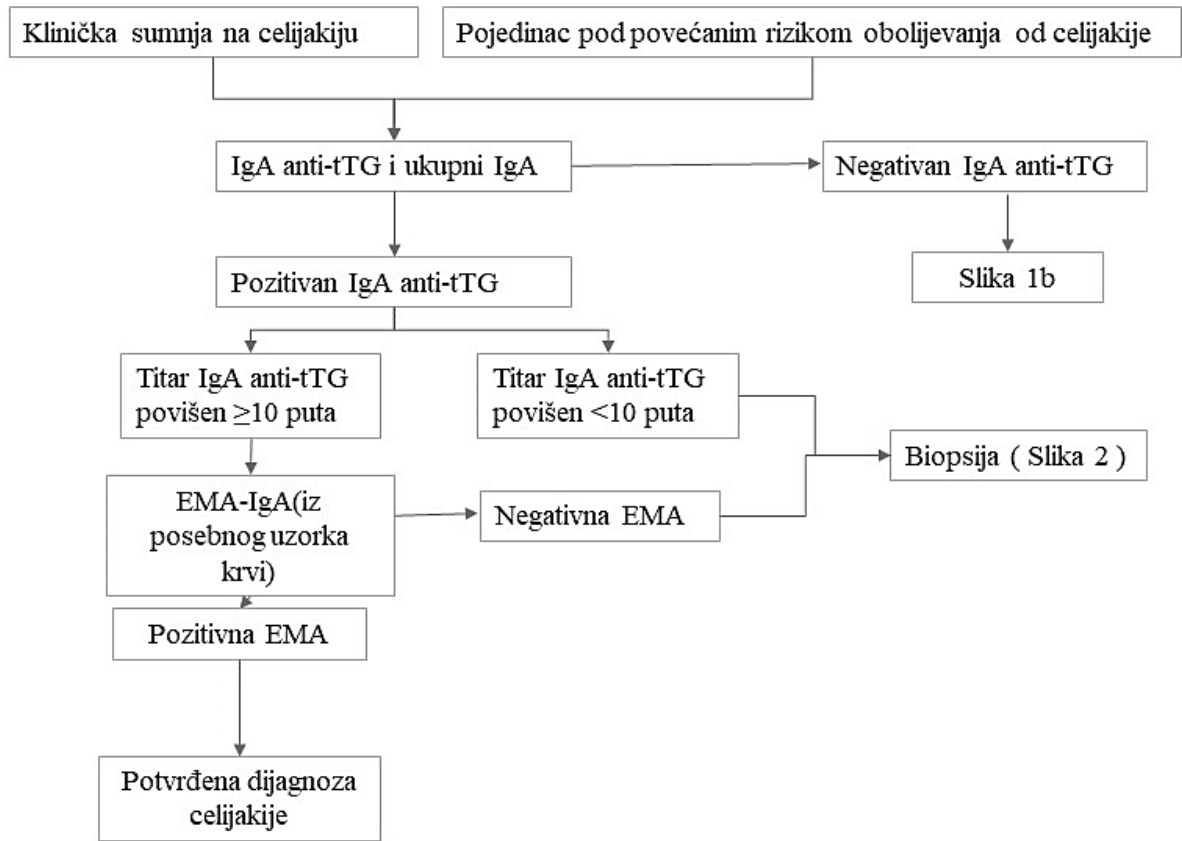 Klinička sumnja na celijakiju
Pojedinac pod povećanim rizikom obolijevanja od celijakije
IgA anti-tTG i ukupni IgA
Negativan IgA anti-tTG
Pozitivan IgA anti-tTG
Slika 1b
Titar IgA anti-tTG
povišen ≥10 puta
Titar IgA anti-tTG
povišen <10 puta
Biopsija ( Slika 2 )
EMA-IgA(iz
posebnog uzorka
krvi)
Negativna EMA
Pozitivna EMA
Potvrđena dijagnoza
celijakije